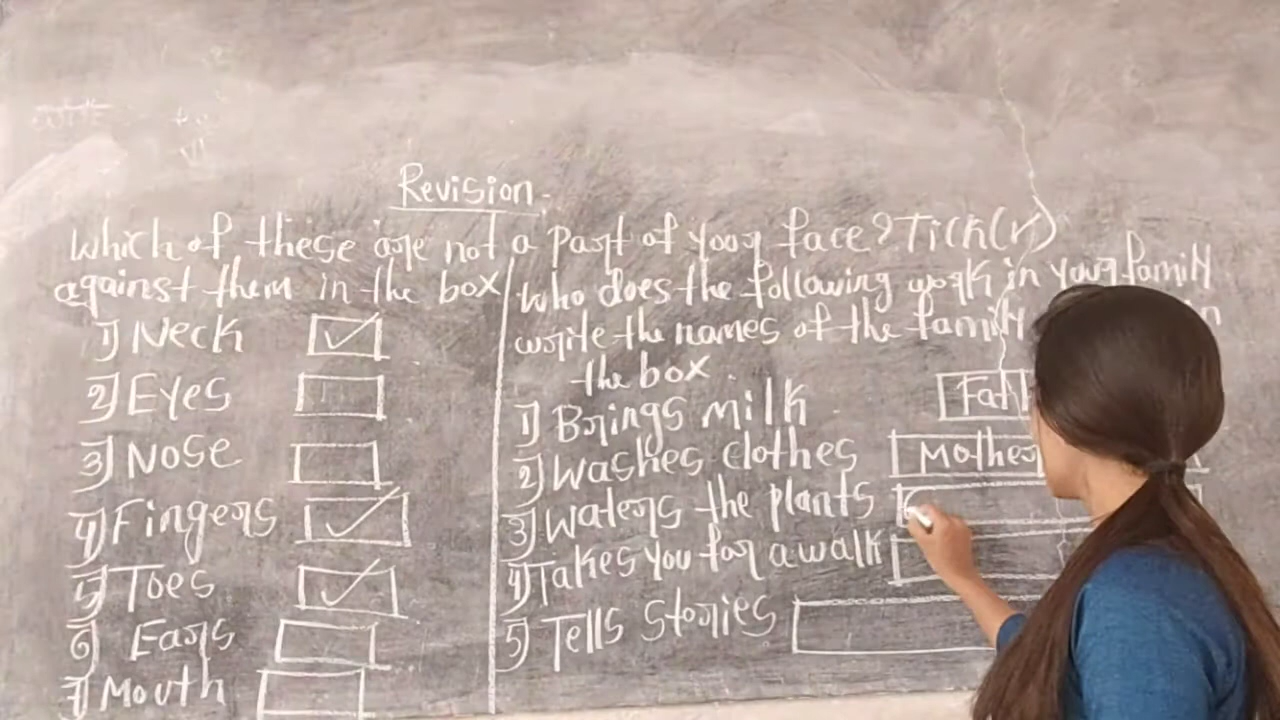 Revision.
Which of these are not a part of your face? Tick(✓)
against them in the box
1) Neck ✓
2) Eyes
3) Nose
4) Fingers ✓
5) Toes ✓
6) Ears
7) Mouth
Who does the following work in your family
write the names of the family in
the box.
1) Brings milk Fath
2) Washes clothes Mother
3) Waters the plants G
4) Takes you for a walk
5) Tells stories